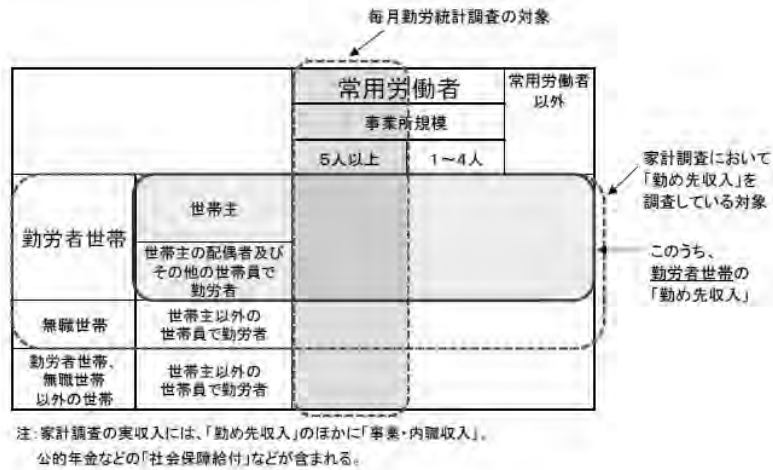 毎月勤労統計調査の対象
常用労働者
常用労働者
以外
事業所規模
5人以上
1～4人
家計調査において
「勤め先収入」を
調査している対象
勤労者世帯
世帯主
世帯主の配偶者及び
その他の世帯員で
勤労者
このうち、
勤労者世帯の
「勤め先収入」
無職世帯
世帯主以外の
世帯員で勤労者
勤労者世帯、
無職世帯
以外の世帯
世帯主以外の
世帯員で勤労者
注:家計調査の実収入には、「勤め先収入」のほかに「事業・内職収入」、
公的年金などの「社会保障給付」などが含まれる。